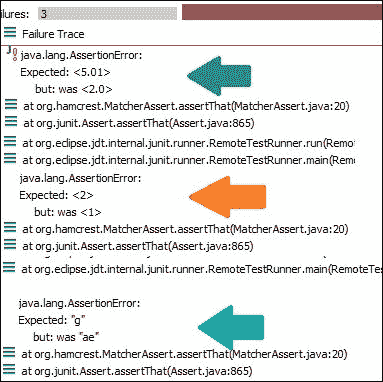 ilures: 3
Failure Trace
java.lang.AssertionError:
Expected: <5.01>
but: was <2.0>
at org.hamcrest.MatcherAssert.assertThat(MatcherAssert.java:20)
at org.junit.Assert.assertThat(Assert.java:865)
at org.eclipse.jdt.internal.junit.runner.RemoteTestRunner.run(Remo
at org.eclipse.jdt.internal.junit.runner.RemoteTestRunner.main(Rem
java.lang.AssertionError:
Expected: <2>
but: was <1>
at org.hamcrest.MatcherAssert.assertThat(MatcherAssert.java:20)
at org.junit.Assert.assertThat(Assert.java:865)
at org.eclipse.jdt.internal.junit.runner.RemoteTestRunner.main(RemoteTes
java.lang.AssertionError:
Expected: "g"
but: was "ae"
at org.hamcrest.MatcherAssert.assertThat(MatcherAssert.java:20)
at org.junit.Assert.assertThat(Assert.java:865)